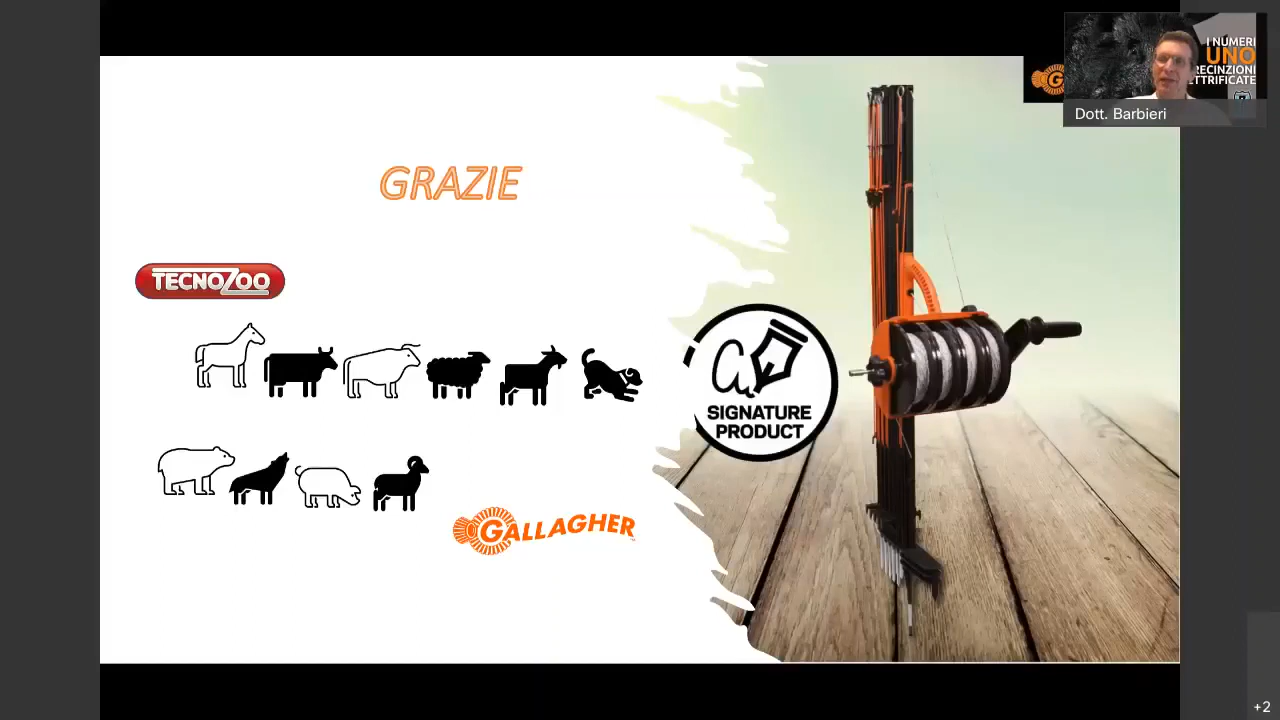 I NUMERI
UNO
RECINZIONI
ETTRIFICATE
Dott. Barbieri
GRAZIE
TECNOZOO
SIGNATURE
PRODUCT
GALLAGHER
+2